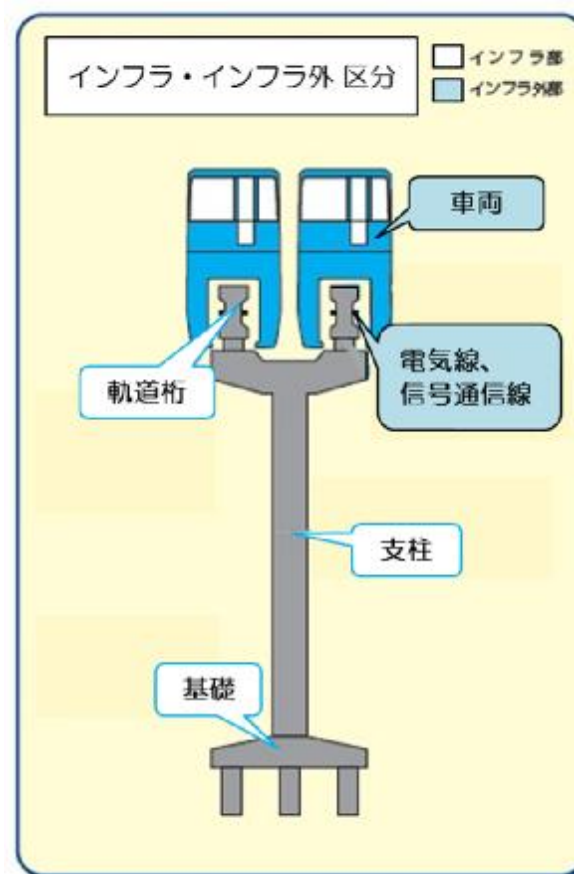 インフラ・インフラ外 区分
インフラ部
インフラ外部
車両
電気線、
信号通信線
軌道桁
支柱
基礎